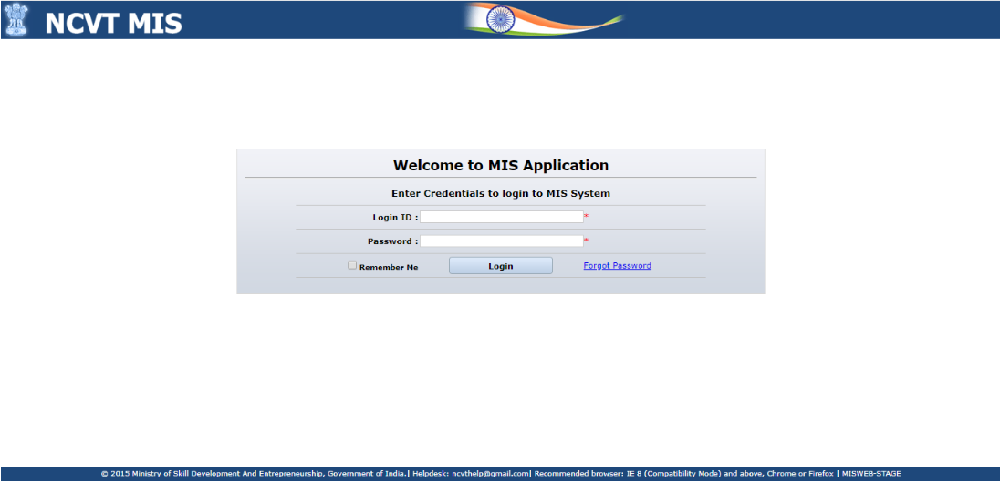 NCVT MIS
Welcome to MIS Application
Enter Credentials to login to MIS System
Login ID : *
Password : *
Remember Me Login Forgot Password
© 2015 Ministry of Skill Development And Entrepreneurship, Government of India.| Helpdesk: ncvthelp@gmail.com| Recommended browser: IE 8 (Compatibility Mode) and above, Chrome or Firefox | MISWEB-STAGE